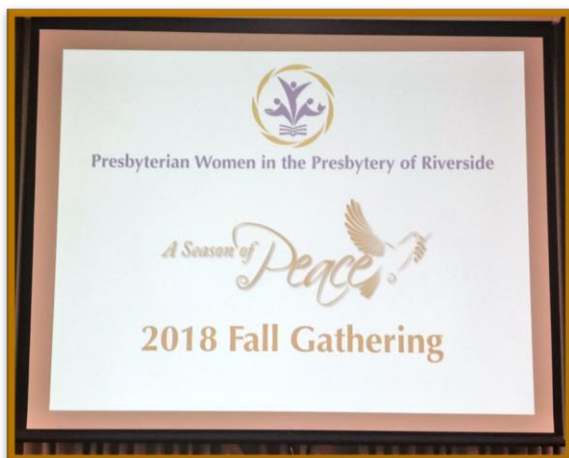 Presbyterian Women in the Presbytery of Riverside
A Season of Peace
2018 Fall Gathering